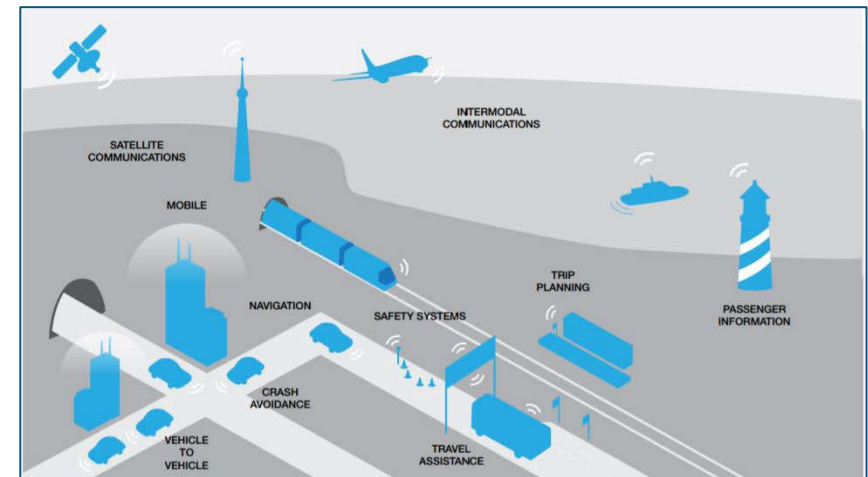 INTERMODAL
COMMUNICATIONS
SATELLITE
COMMUNICATIONS
MOBILE
TRIP
PLANNING
NAVIGATION
SAFETY SYSTEMS
PASSENGER
INFORMATION
CRASH
AVOIDANCE
VEHICLE
TO
VEHICLE
TRAVEL
ASSISTANCE